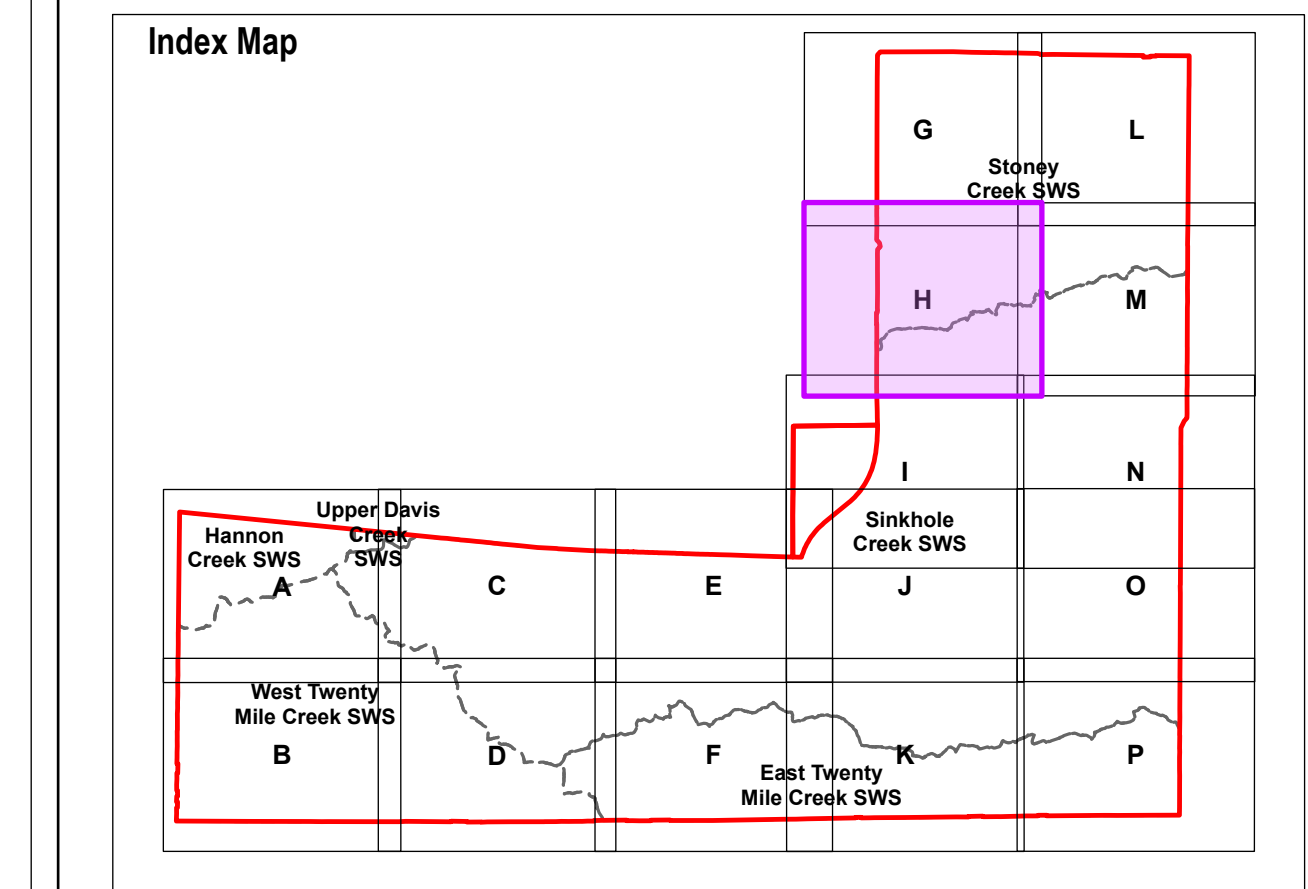 Index Map
G
L
Stoney
Creek SWS
H
M
I
N
Sinkhole
Creek SWS
Upper Davis
Creek
SWS
Hannon
Creek SWS
A
C
E
J
O
West Twenty
Mile Creek SWS
B
D
F
K
P
East Twenty
Mile Creek SWS